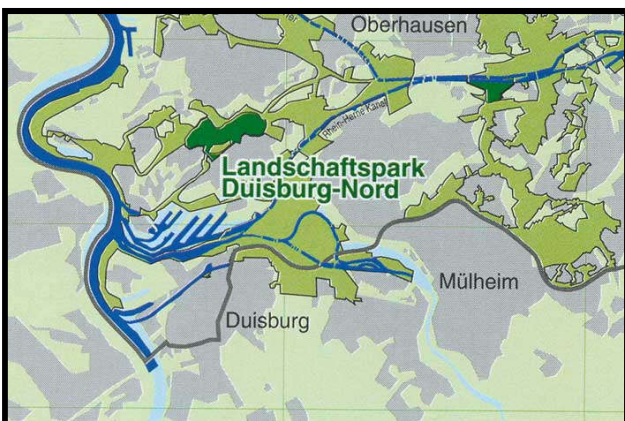 Oberhausen
Rhein-Herne Kanal
Landschaftspark
Duisburg-Nord
Mülheim
Duisburg